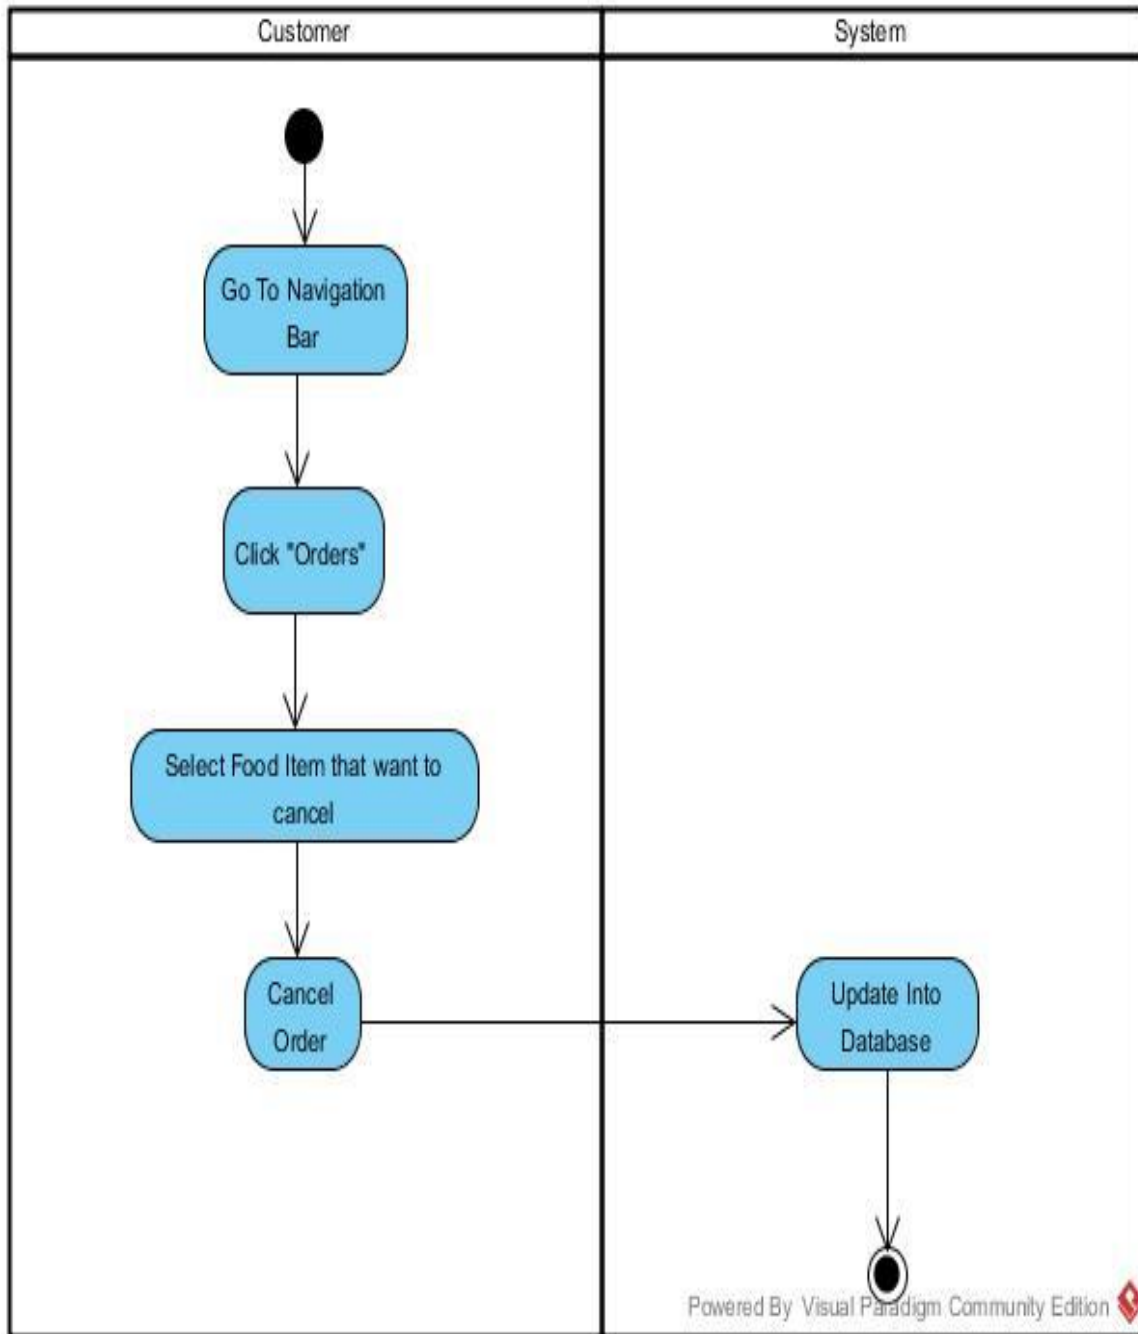 Customer
System
Go To Navigation
Bar
Click "Orders"
Select Food Item that want to
cancel
Cancel
Order
Update Into
Database
Powered By Visual Paradigm Community Edition